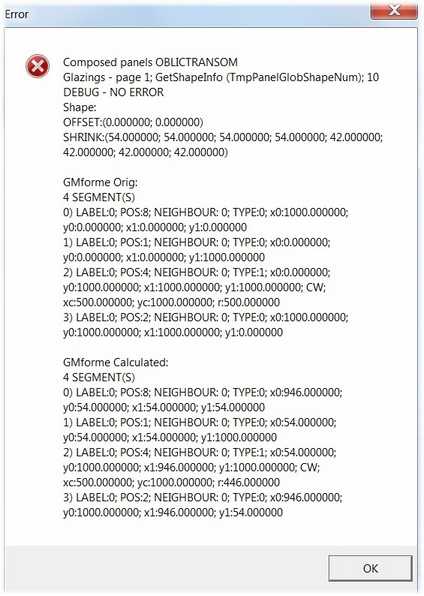 Error
Composed panels OBLICTRANSOM
Glazings - page 1; GetShapeInfo (TmpPanelGlobShapeNum); 10
DEBUG - NO ERROR
Shape:
OFFSET:(0.000000; 0.000000)
SHRINK:(54.000000; 54.000000; 54.000000; 54.000000; 42.000000;
42.000000; 42.000000; 42.000000)
GMforme Orig:
4 SEGMENT(S)
0) LABEL:0; POS:8; NEIGHBOUR: 0; TYPE:0; x0:1000.000000;
y0:0.000000; x1:0.000000; y1:0.000000
1) LABEL:0; POS:1; NEIGHBOUR: 0; TYPE:0; x0:0.000000;
y0:0.000000; x1:0.000000; y1:1000.000000
2) LABEL:0; POS:4; NEIGHBOUR: 0; TYPE:1; x0:0.000000;
y0:1000.000000; x1:1000.000000; y1:1000.000000; CW;
xc:500.000000; yc:1000.000000; r:500.000000
3) LABEL:0; POS:2; NEIGHBOUR: 0; TYPE:0; x0:1000.000000;
y0:1000.000000; x1:1000.000000; y1:0.000000
GMforme Calculated:
4 SEGMENT(S)
0) LABEL:0; POS:8; NEIGHBOUR: 0; TYPE:0; x0:946.000000;
y0:54.000000; x1:54.000000; y1:54.000000
1) LABEL:0; POS:1; NEIGHBOUR: 0; TYPE:0; x0:54.000000;
y0:54.000000; x1:54.000000; y1:1000.000000
2) LABEL:0; POS:4; NEIGHBOUR: 0; TYPE:1; x0:54.000000;
y0:1000.000000; x1:946.000000; y1:1000.000000; CW;
xc:500.000000; yc:1000.000000; r:446.000000
3) LABEL:0; POS:2; NEIGHBOUR: 0; TYPE:0; x0:946.000000;
y0:1000.000000; x1:946.000000; y1:54.000000
OK